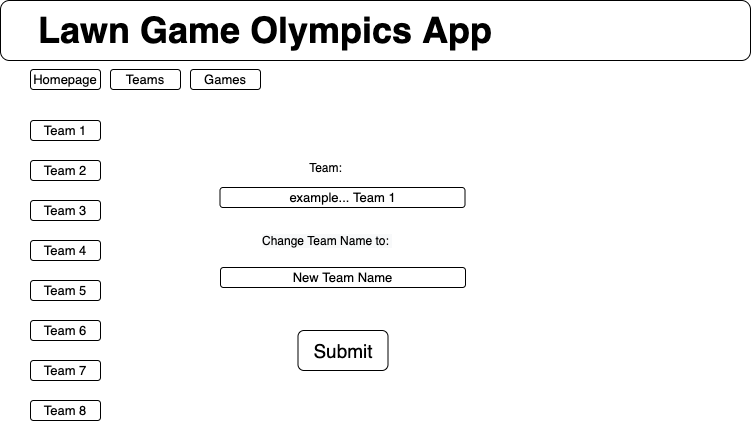 Lawn Game Olympics App
Homepage Teams Games
Team 1
Team 2
Team 3
Team 4
Team 5
Team 6
Team 7
Team 8
Team:
example... Team 1
Change Team Name to:
New Team Name
Submit